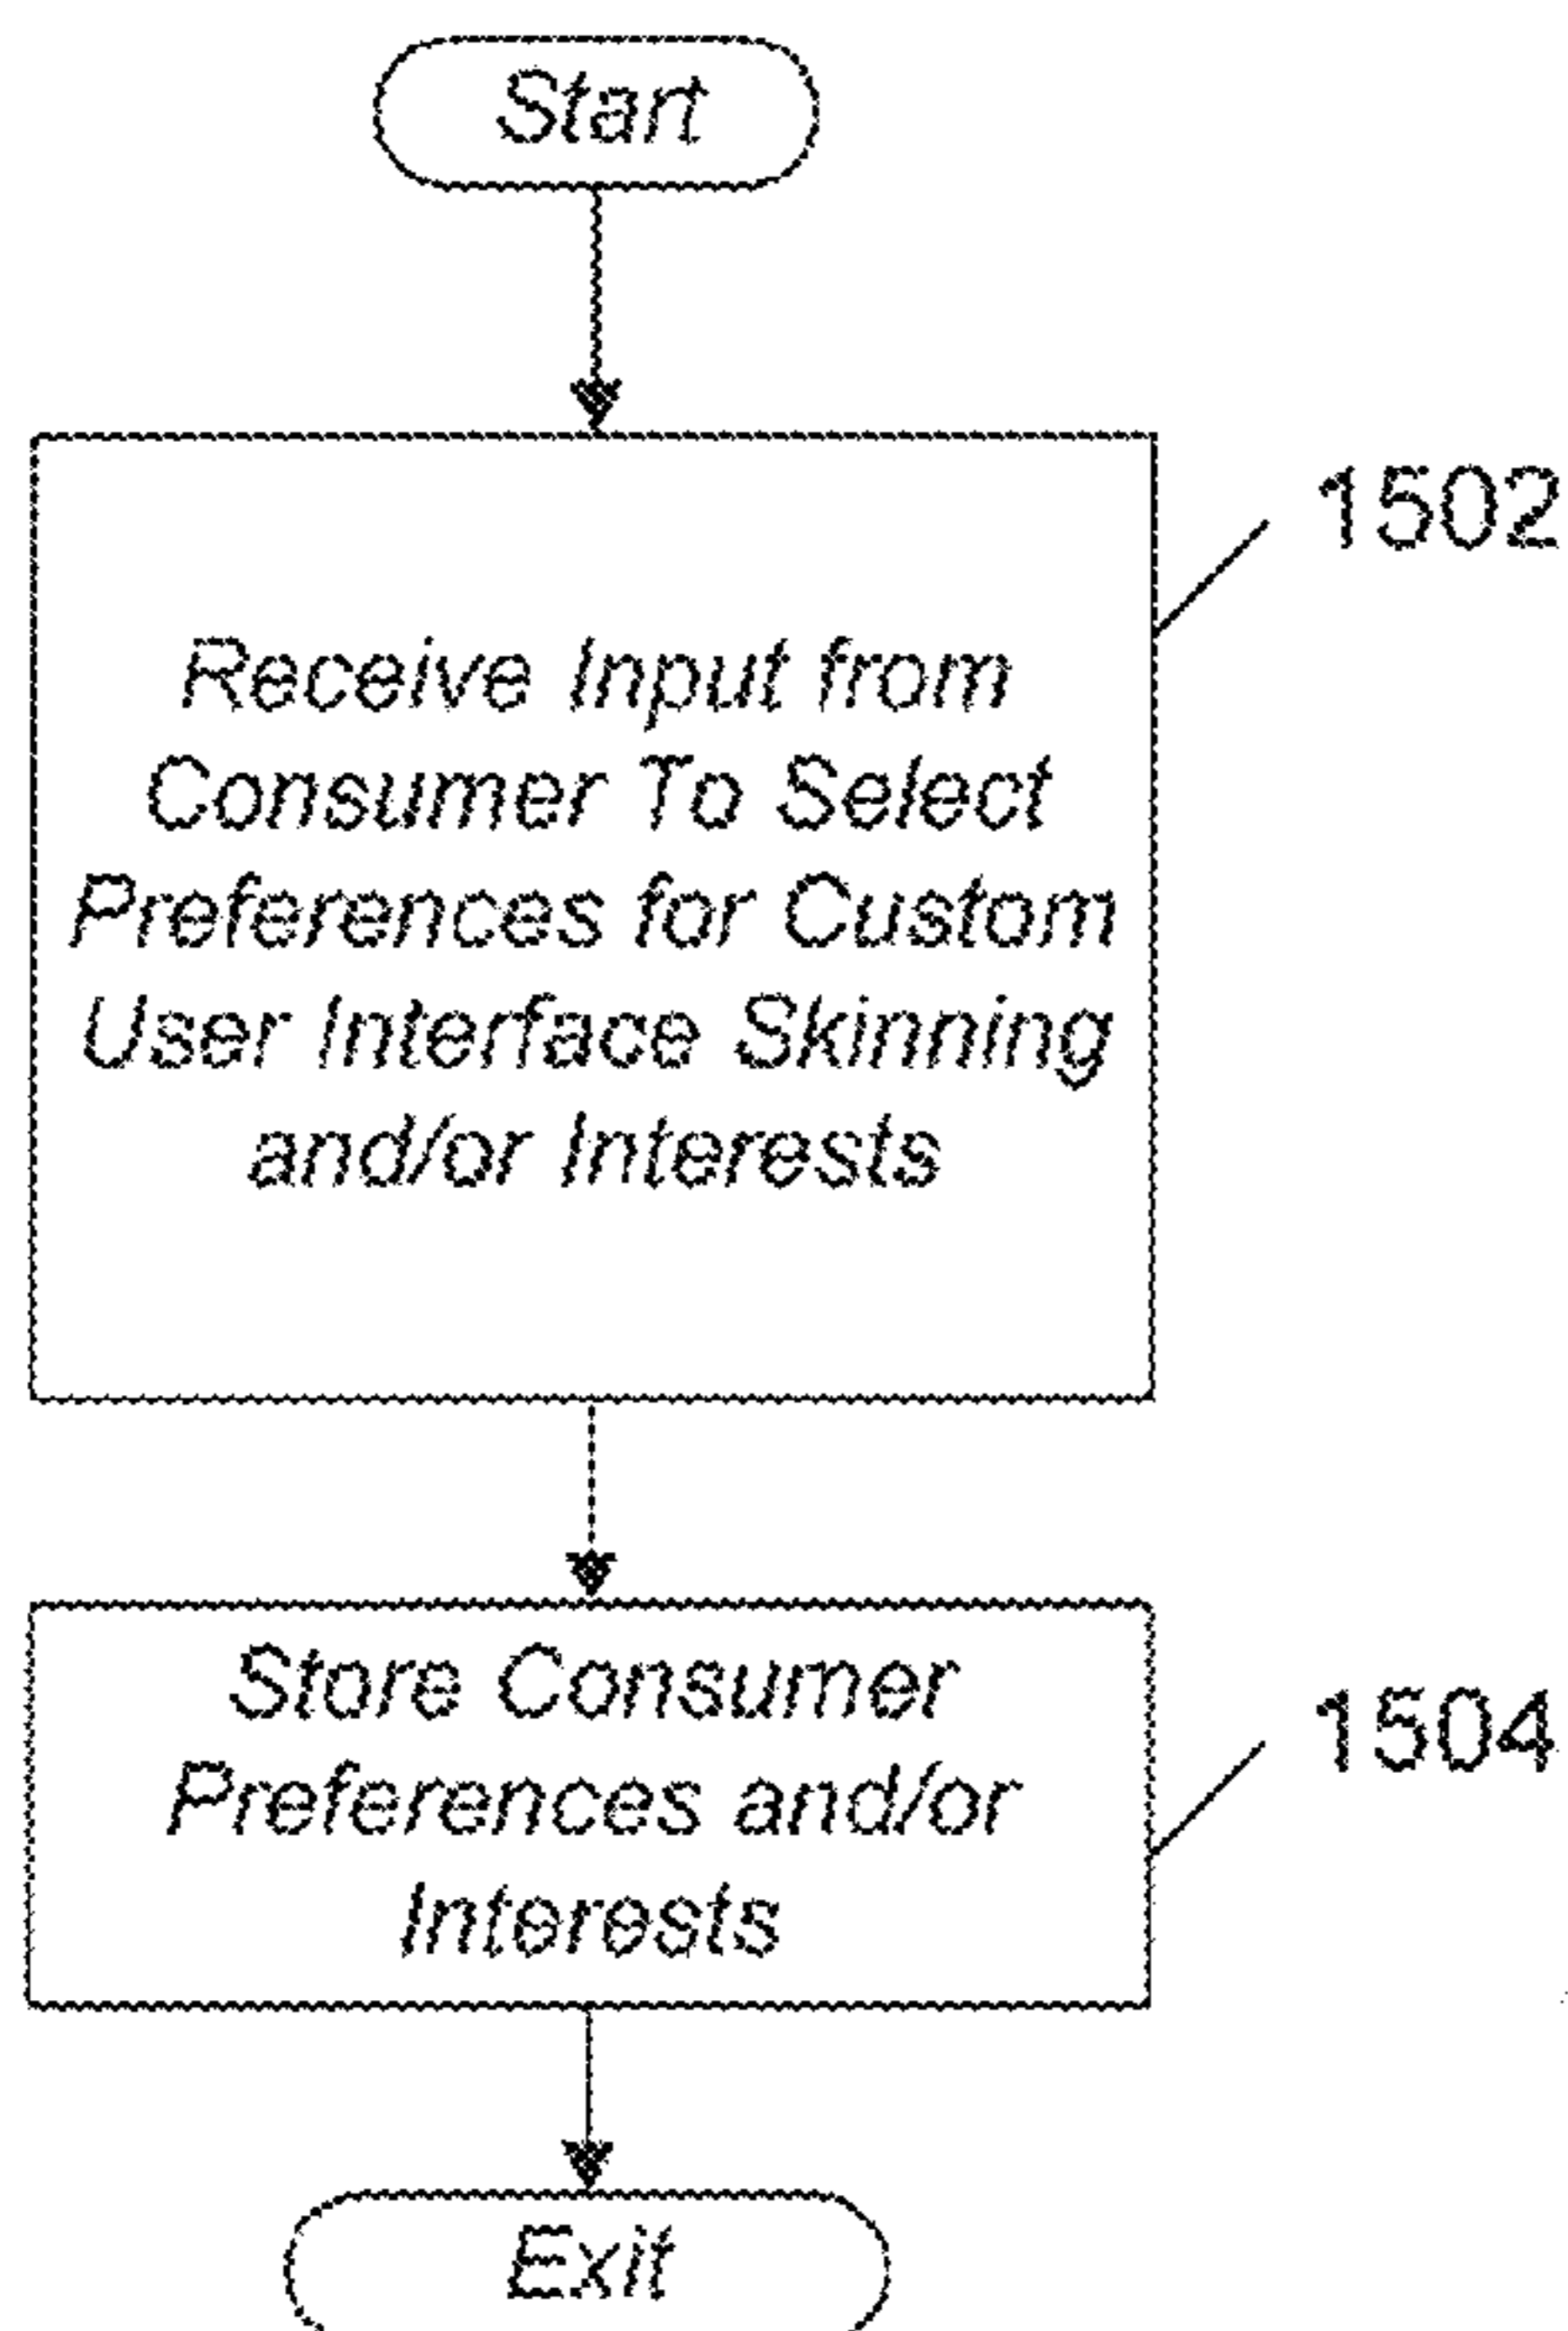 Start
1502
Receive Input from
Consumer To Select
Preferences for Custom
User Interface Skinning
and/or Interests
Store Consumer
1504
Preferences and/or
Interests
Exit